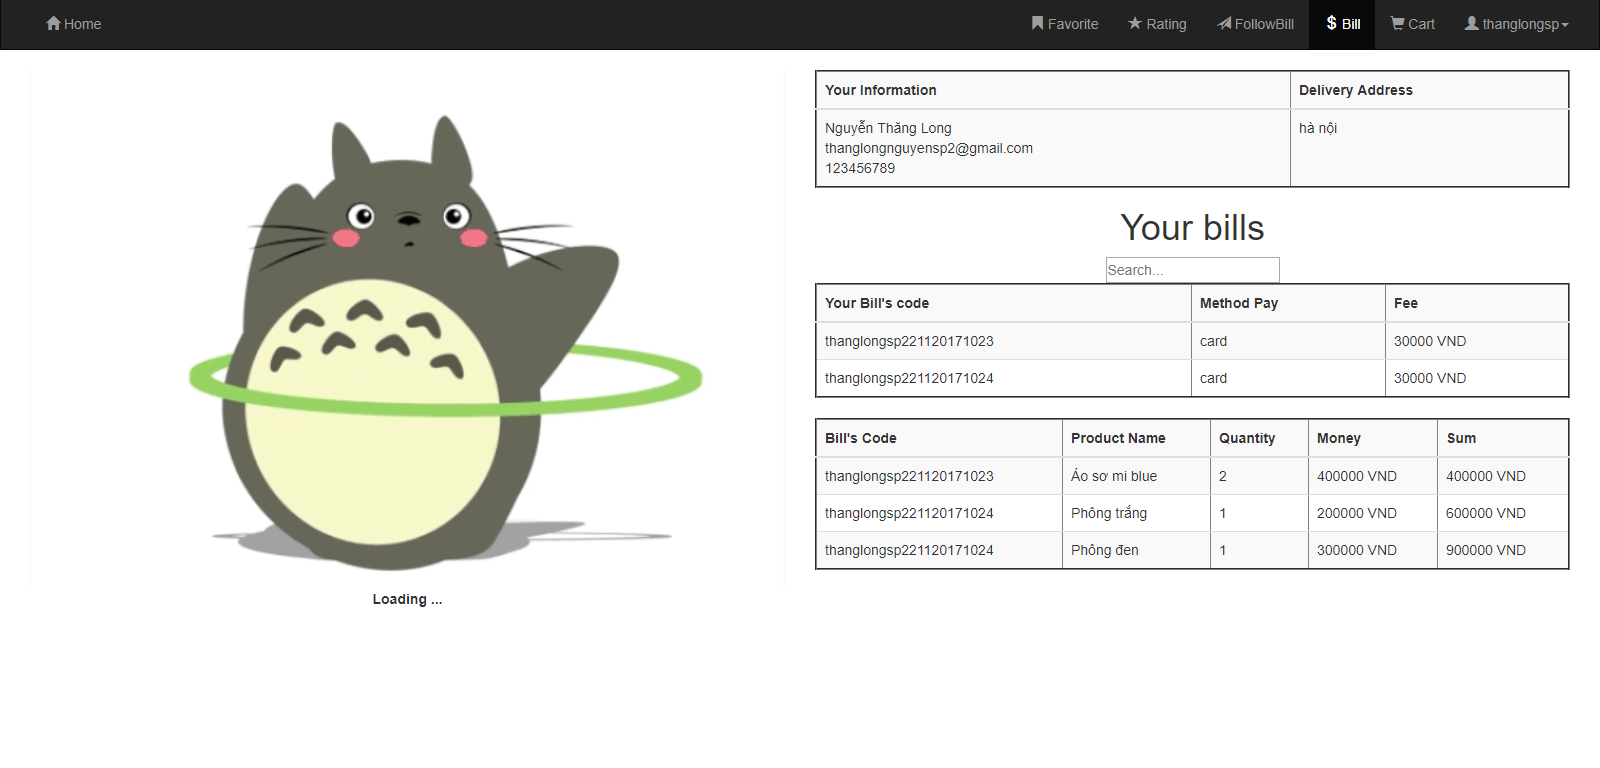 Home Favorite Rating FollowBill $ Bill Cart thanglongsp
Loading ...
Your Information Delivery Address
Nguyễn Thăng Long hà nội
thanglongnguyensp2@gmail.com
123456789
Your bills
Search...
Your Bill's code Method Pay Fee
thanglongsp221120171023 card 30000 VND
thanglongsp221120171024 card 30000 VND
Bill's Code Product Name Quantity Money Sum
thanglongsp221120171023 Áo sơ mi blue 2 400000 VND 400000 VND
thanglongsp221120171024 Phông trắng 1 200000 VND 600000 VND
thanglongsp221120171024 Phông đen 1 300000 VND 900000 VND